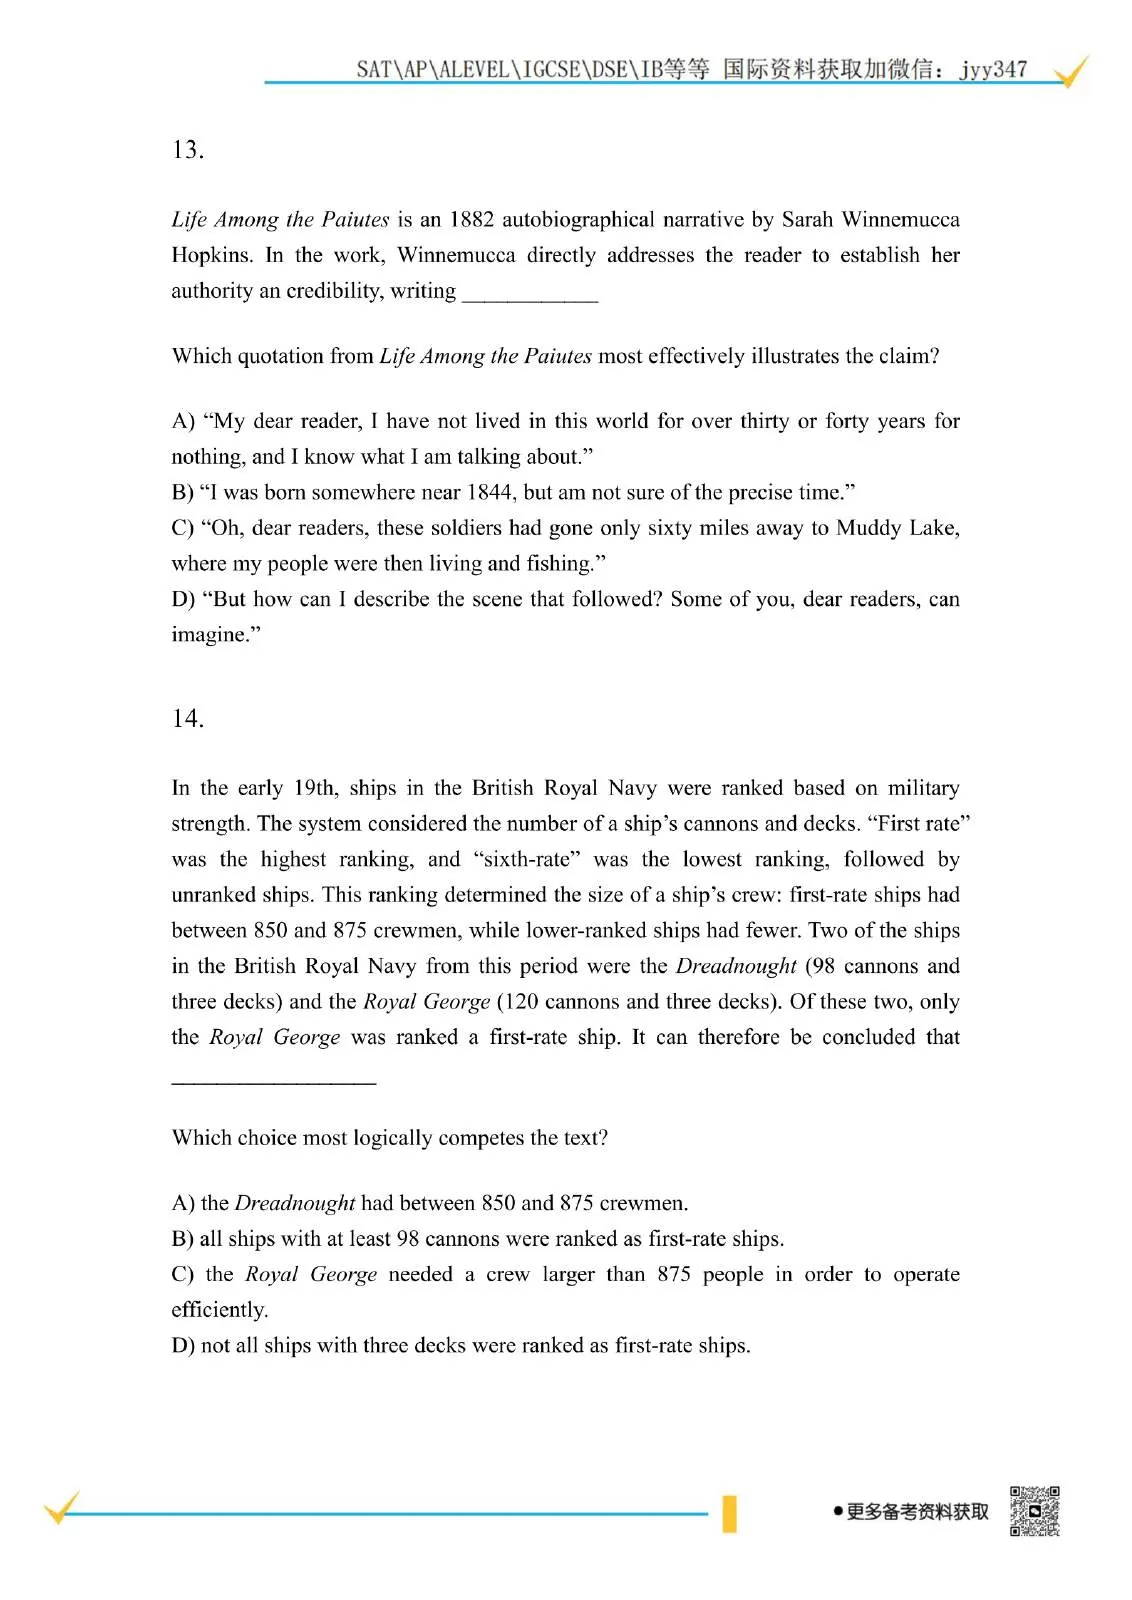 SAT\AP\ALEVEL\IGCSE\DSE\IB等等 国际资料获取加微信：jyy347
13.
Life Among the Paiutes is an 1882 autobiographical narrative by Sarah Winnemucca
Hopkins. In the work, Winnemucca directly addresses the reader to establish her
authority an credibility, writing ____________
Which quotation from Life Among the Paiutes most effectively illustrates the claim?
A) “My dear reader, I have not lived in this world for over thirty or forty years for
nothing, and I know what I am talking about.”
B) “I was born somewhere near 1844, but am not sure of the precise time.”
C) “Oh, dear readers, these soldiers had gone only sixty miles away to Muddy Lake,
where my people were then living and fishing.”
D) “But how can I describe the scene that followed? Some of you, dear readers, can
imagine.”
14.
In the early 19th, ships in the British Royal Navy were ranked based on military
strength. The system considered the number of a ship’s cannons and decks. “First rate”
was the highest ranking, and “sixth-rate” was the lowest ranking, followed by
unranked ships. This ranking determined the size of a ship’s crew: first-rate ships had
between 850 and 875 crewmen, while lower-ranked ships had fewer. Two of the ships
in the British Royal Navy from this period were the Dreadnought (98 cannons and
three decks) and the Royal George (120 cannons and three decks). Of these two, only
the Royal George was ranked a first-rate ship. It can therefore be concluded that
__________________
Which choice most logically competes the text?
A) the Dreadnought had between 850 and 875 crewmen.
B) all ships with at least 98 cannons were ranked as first-rate ships.
C) the Royal George needed a crew larger than 875 people in order to operate
efficiently.
D) not all ships with three decks were ranked as first-rate ships.
●更多备考资料获取